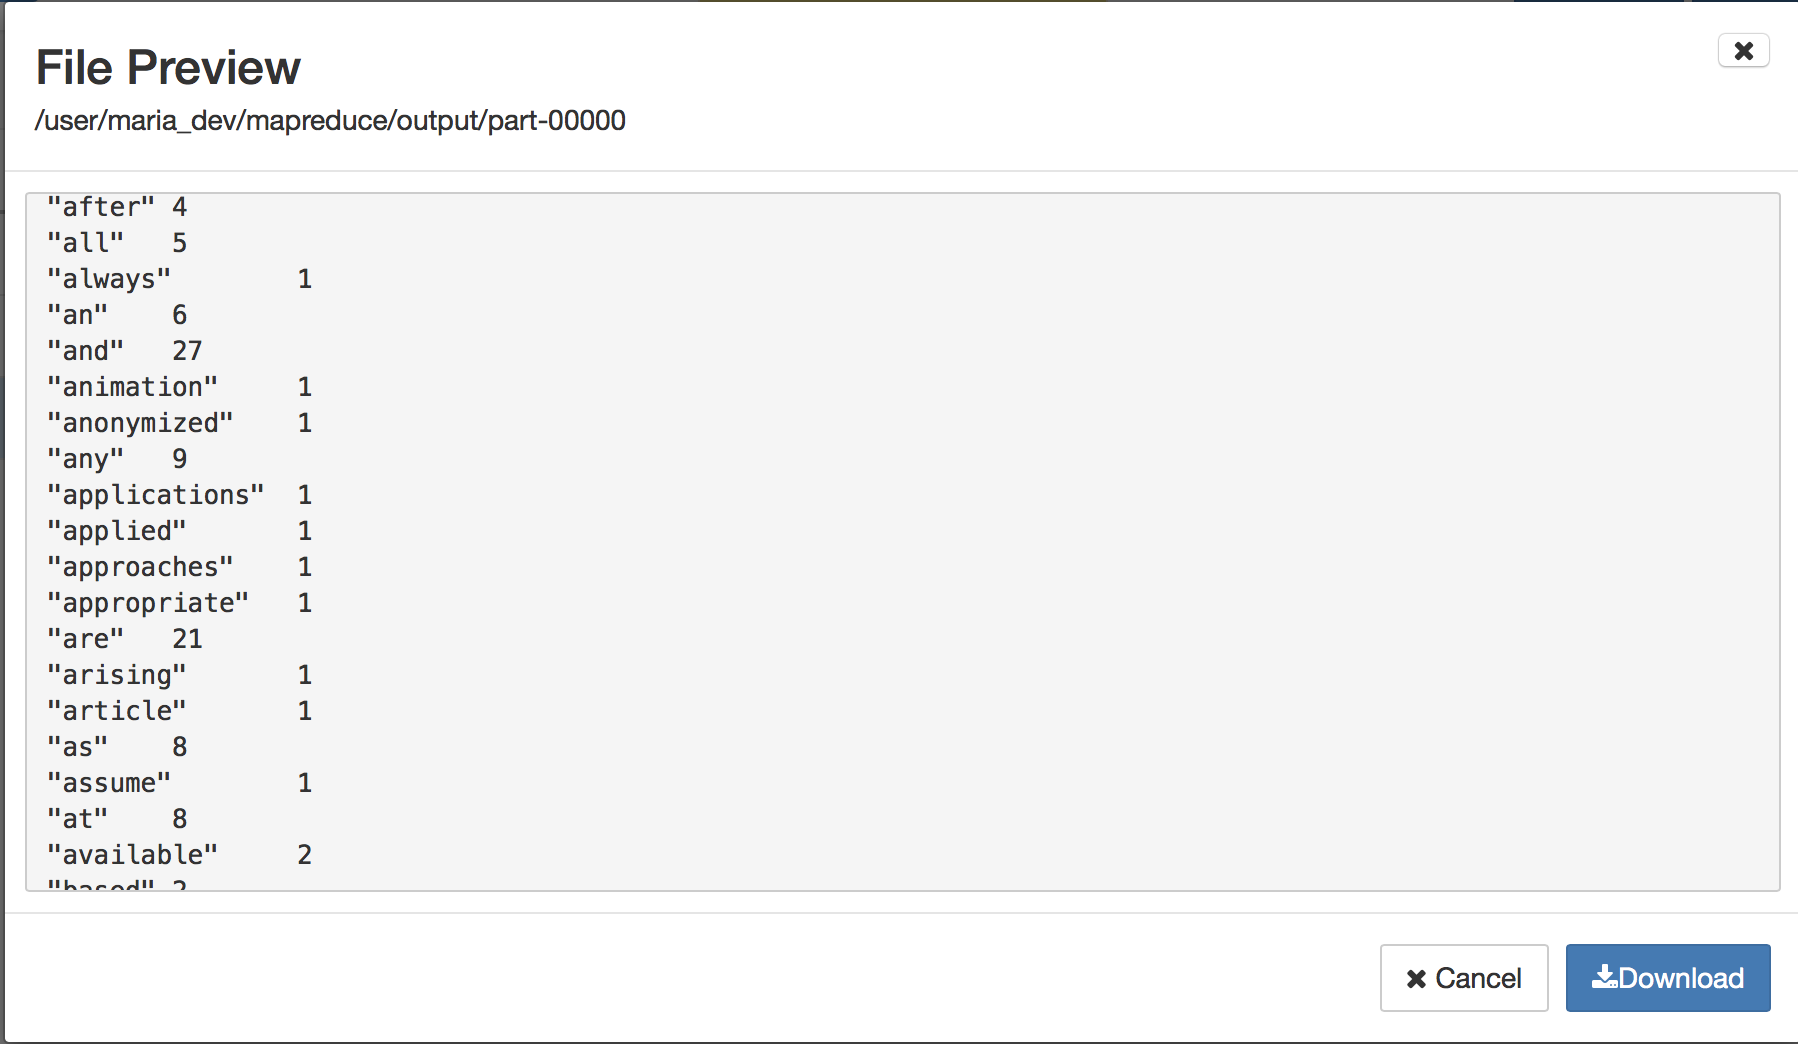 File Preview
/user/maria_dev/mapreduce/output/part-00000
"after" 4
"all" 5
"always" 1
"an" 6
"and" 27
"animation" 1
"anonymized" 1
"any" 9
"applications" 1
"applied" 1
"approaches" 1
"appropriate" 1
"are" 21
"arising" 1
"article" 1
"as" 8
"assume" 1
"at" 8
"available" 2
"based" 2
Cancel
Download